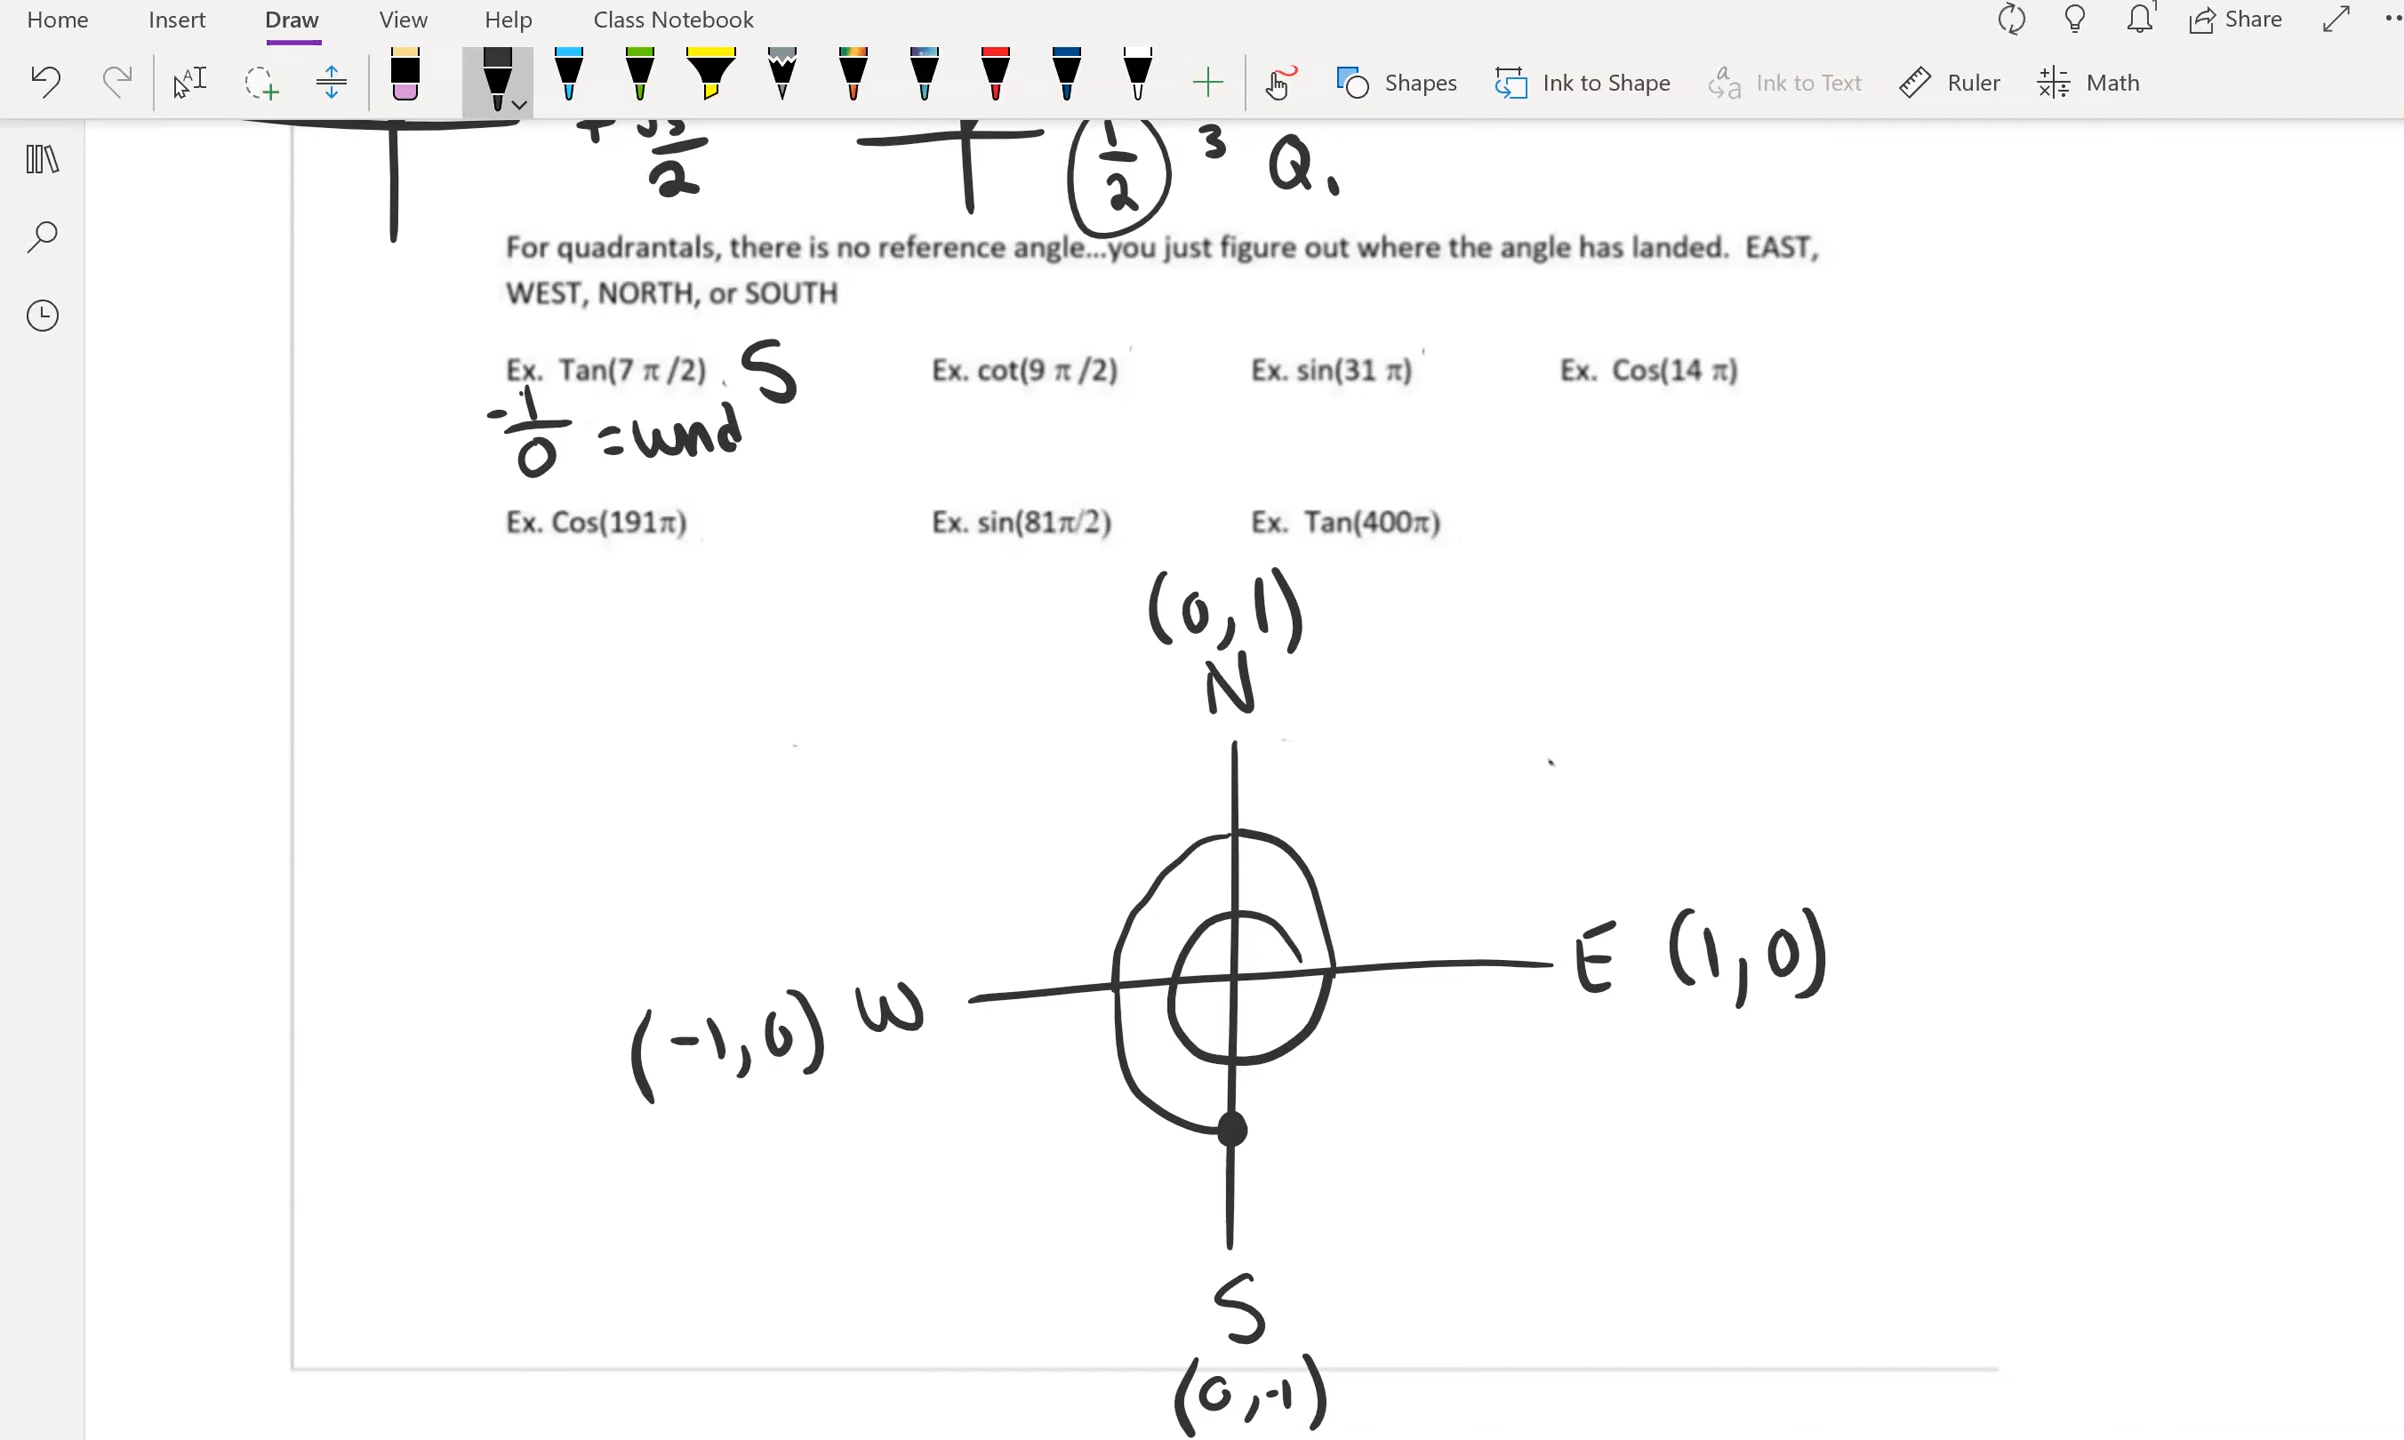 Home Insert Draw View Help Class Notebook 1 Share
Shapes Ink to Shape Ink to Text Ruler Math
+ √3/2 1/2 3 Q.
For quadrantals, there is no reference angle...you just figure out where the angle has landed. EAST,
WEST, NORTH, or SOUTH
Ex. Tan(7 π /2) S Ex. cot(9 π /2) Ex. sin(31 π) Ex. Cos(14 π)
-1/0 = und
Ex. Cos(191π) Ex. sin(81π/2) Ex. Tan(400π)
(0,1)
N
E (1,0)
(-1,0) W
S
(0,-1)